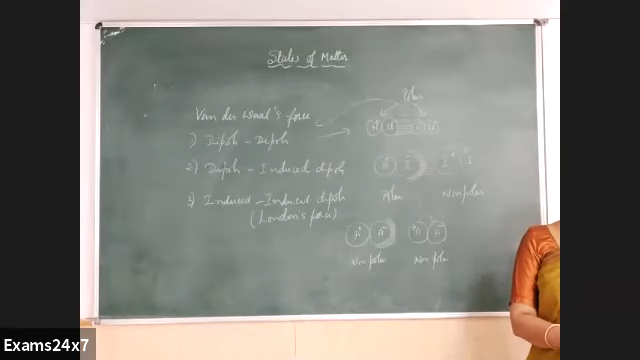 States of Matter
Van der Waal's force
Polar
1) Dipole - Dipole
2) Dipole - Induced dipole
Polar Non polar
3) Induced - Induced dipole
(London's force)
Non polar Non polar
Exams24x7